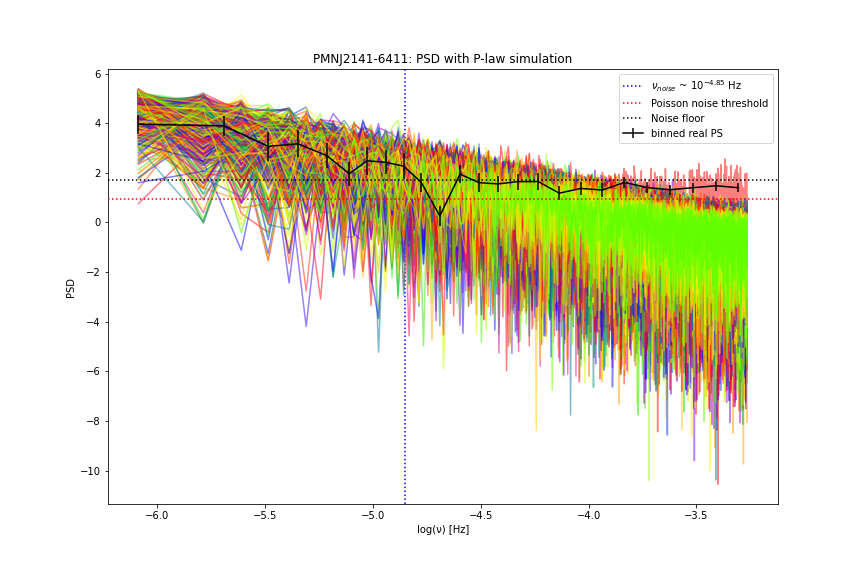 PMNJ2141-6411: PSD with P-law simulation
ν_noise ~ 10^−4.85 Hz
Poisson noise threshold
Noise floor
binned real PS
6
4
2
0
−2
−4
−6
−8
−10
PSD
−6.0 −5.5 −5.0 −4.5 −4.0 −3.5
log(ν) [Hz]